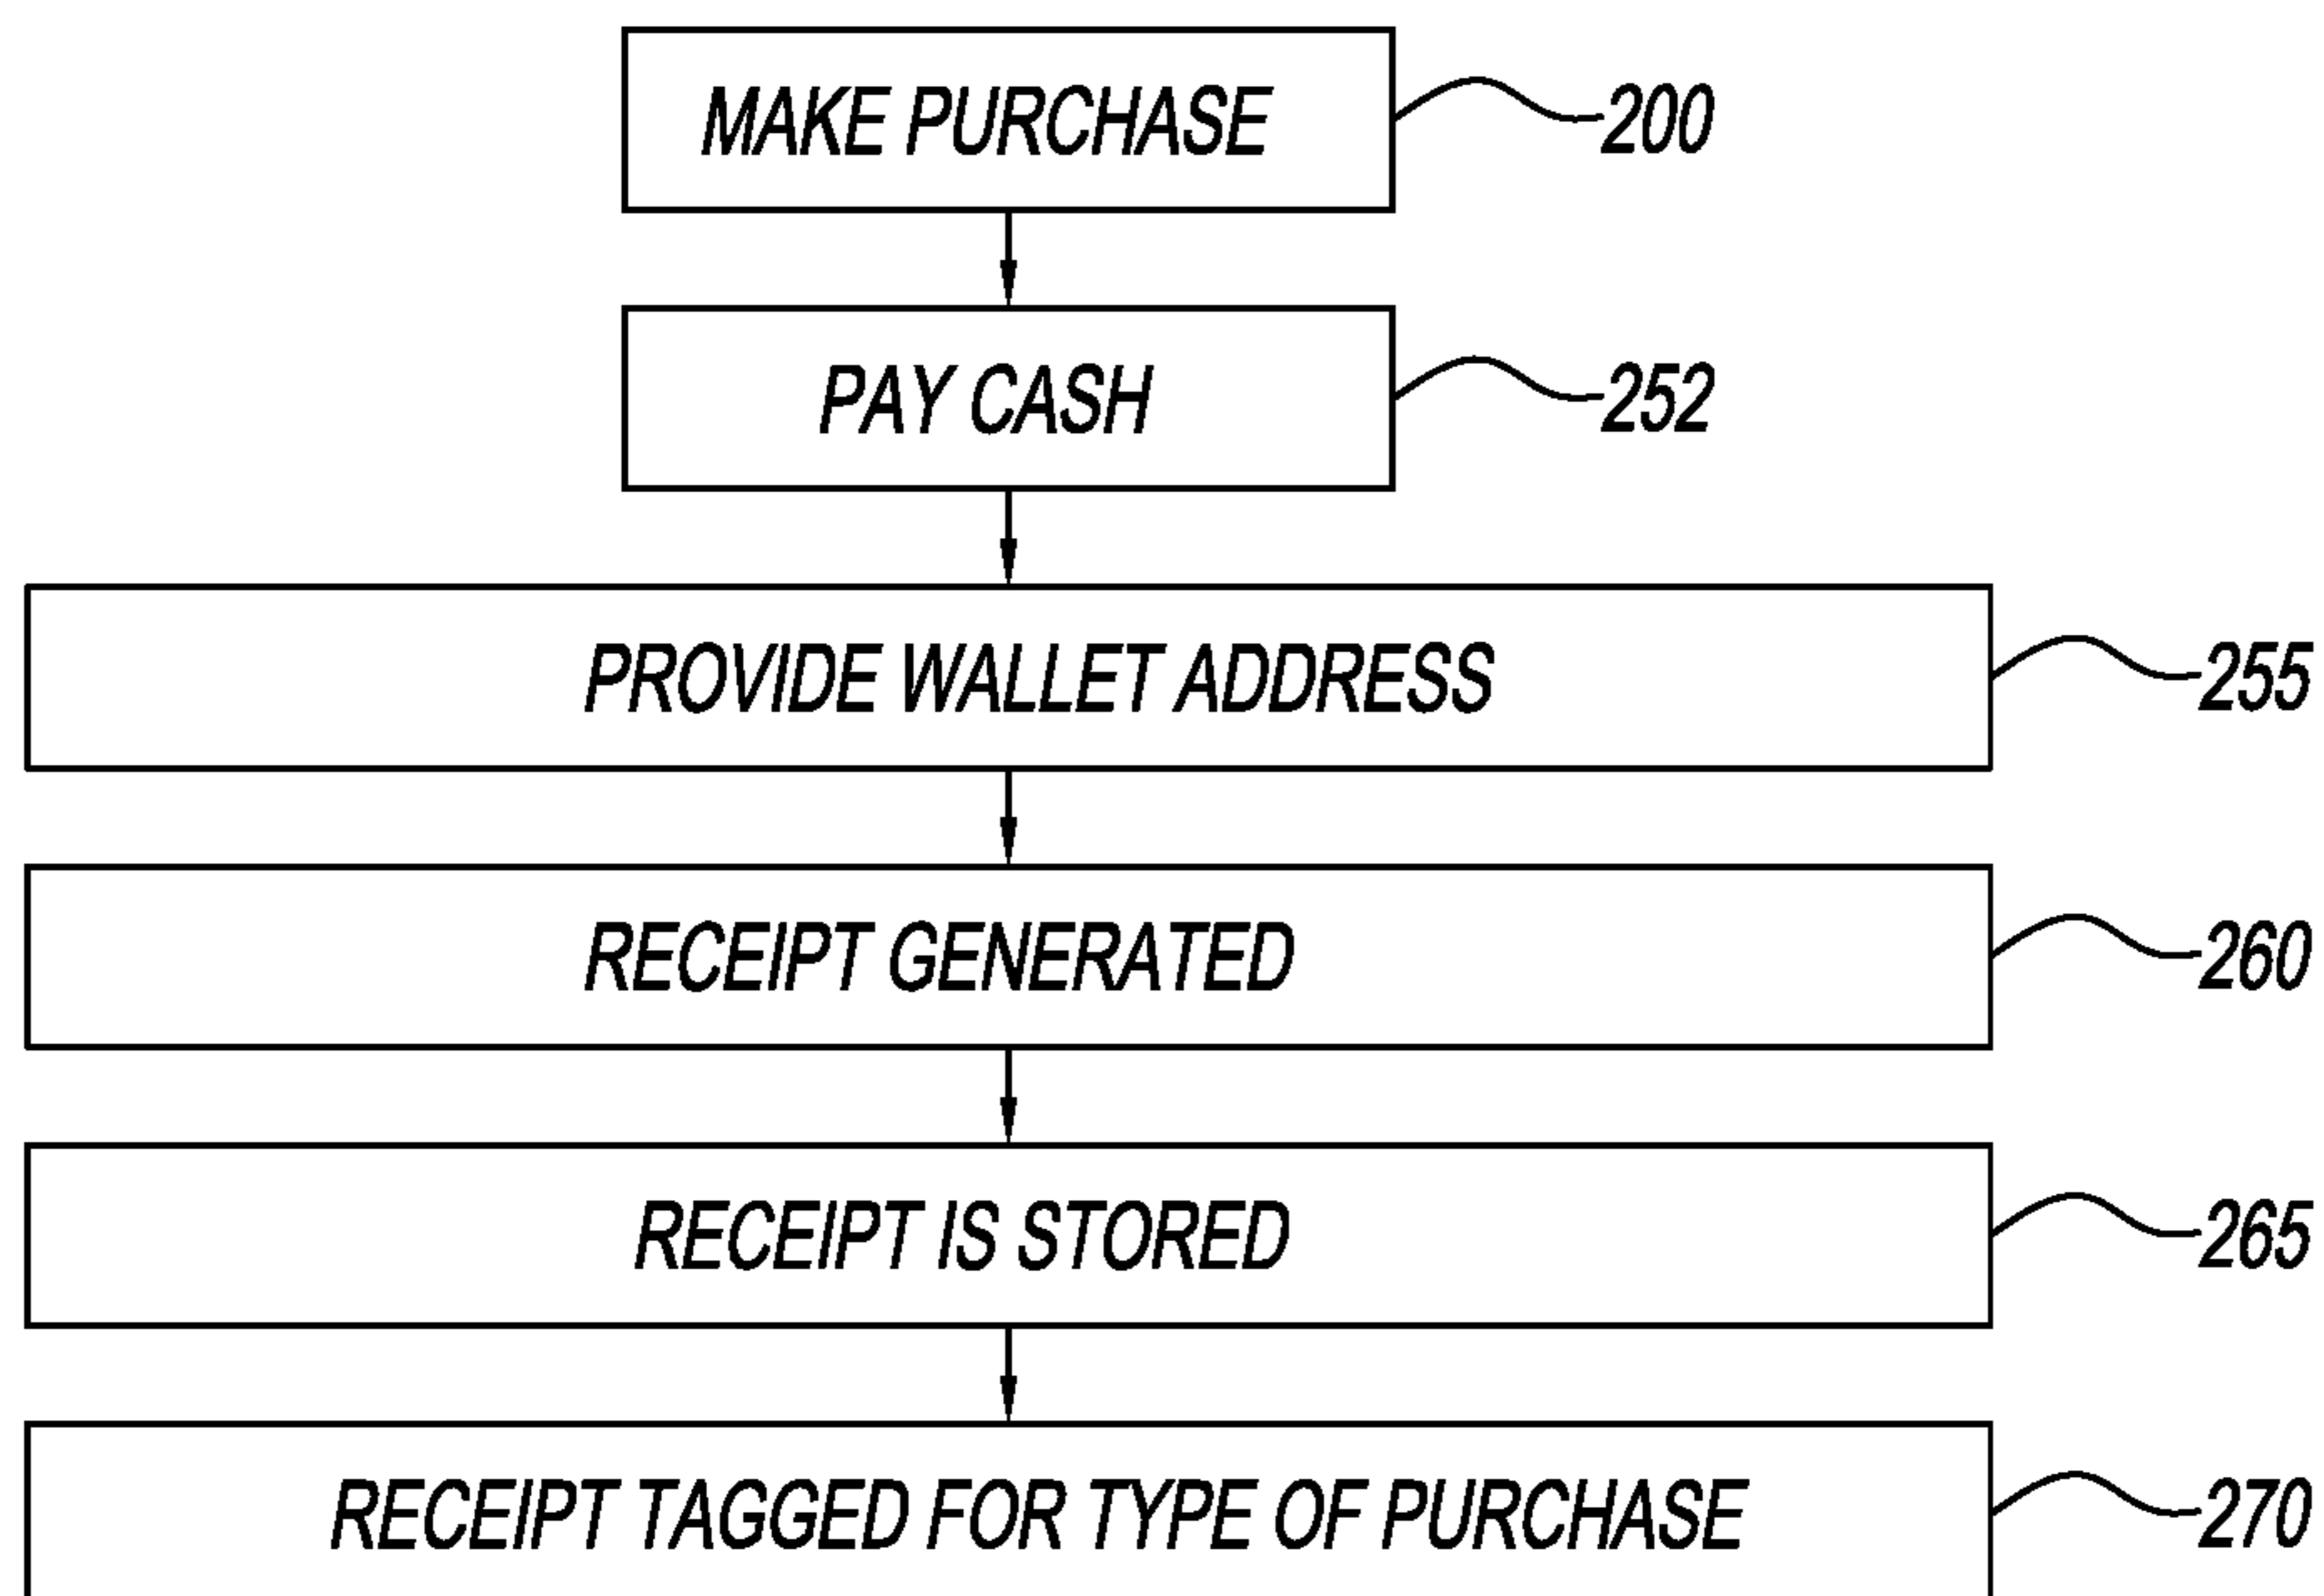 MAKE PURCHASE 200
PAY CASH 252
PROVIDE WALLET ADDRESS 255
RECEIPT GENERATED 260
RECEIPT IS STORED 265
RECEIPT TAGGED FOR TYPE OF PURCHASE 270